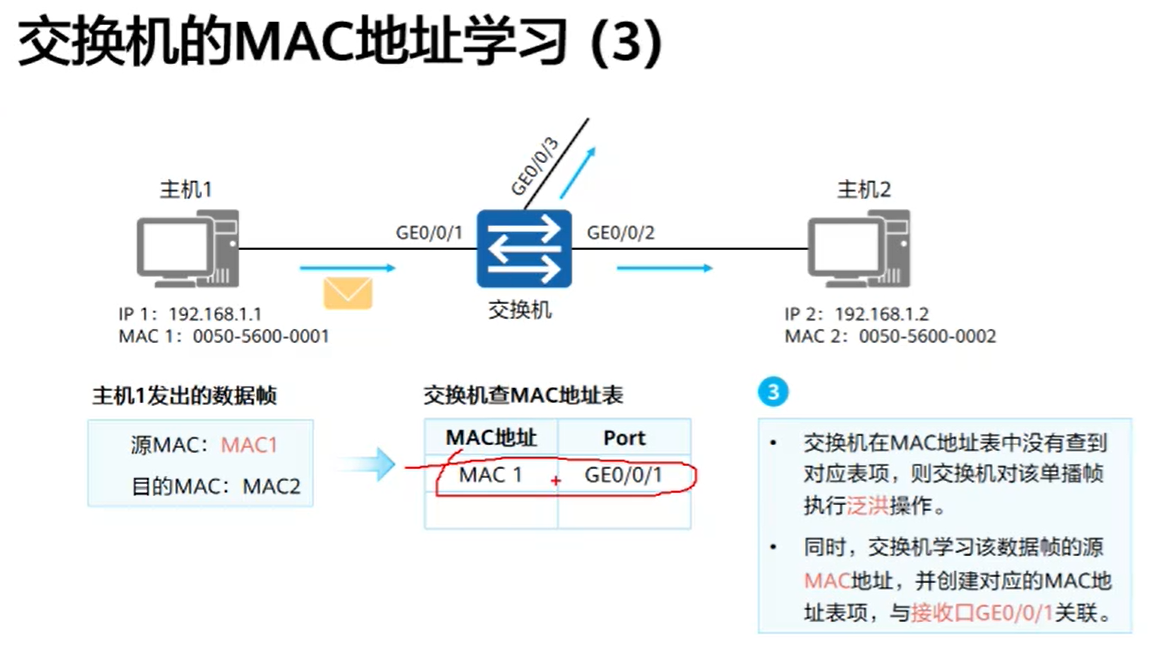 交换机的MAC地址学习 (3)
GE0/0/3
主机1
主机2
GE0/0/1
GE0/0/2
交换机
IP 1：192.168.1.1
MAC 1：0050-5600-0001
IP 2：192.168.1.2
MAC 2：0050-5600-0002
主机1发出的数据帧
源MAC：MAC1
目的MAC：MAC2
交换机查MAC地址表
MAC地址 Port
MAC 1 GE0/0/1
3
• 交换机在MAC地址表中没有查到
对应表项，则交换机对该单播帧
执行泛洪操作。
• 同时，交换机学习该数据帧的源
MAC地址，并创建对应的MAC地
址表项，与接收口GE0/0/1关联。